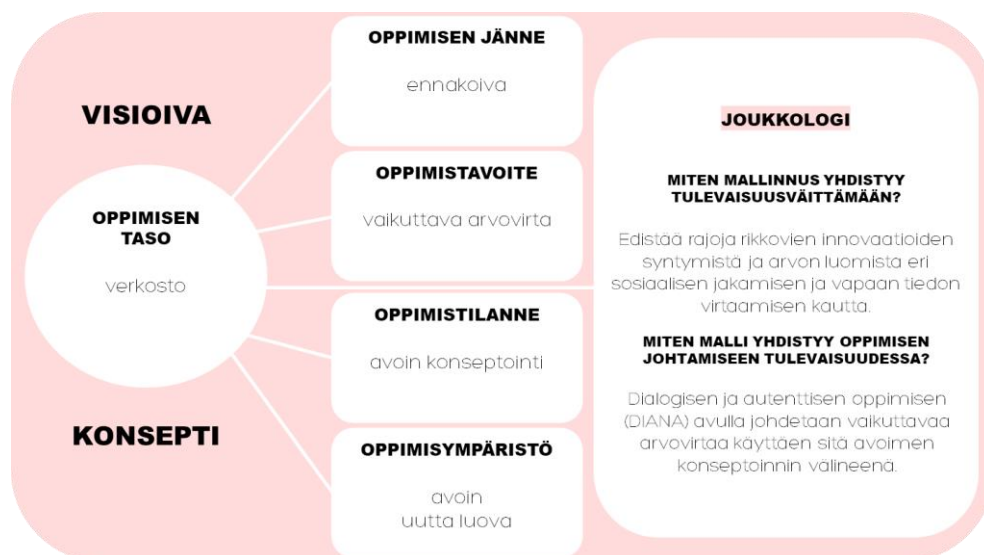 VISIOIVA
OPPIMISEN
TASO
verkosto
KONSEPTI
OPPIMISEN JÄNNE
ennakoiva
OPPIMISTAVOITE
vaikuttava arvovirta
OPPIMISTILANNE
avoin konseptointi
OPPIMISYMPÄRISTÖ
avoin
uutta luova
JOUKKOLOGI
MITEN MALLINNUS YHDISTYY
TULEVAISUUSVÄITTÄMÄÄN?
Edistää rajoja rikkovien innovaatioiden
syntymistä ja arvon luomista eri
sosiaalisen jakamisen ja vapaan tiedon
virtaamisen kautta.
MITEN MALLI YHDISTYY OPPIMISEN
JOHTAMISEEN TULEVAISUUDESSA?
Dialogisen ja autenttisen oppimisen
(DIANA) avulla johdetaan vaikuttavaa
arvovirtaa käyttäen sitä avoimen
konseptoinnin välineenä.